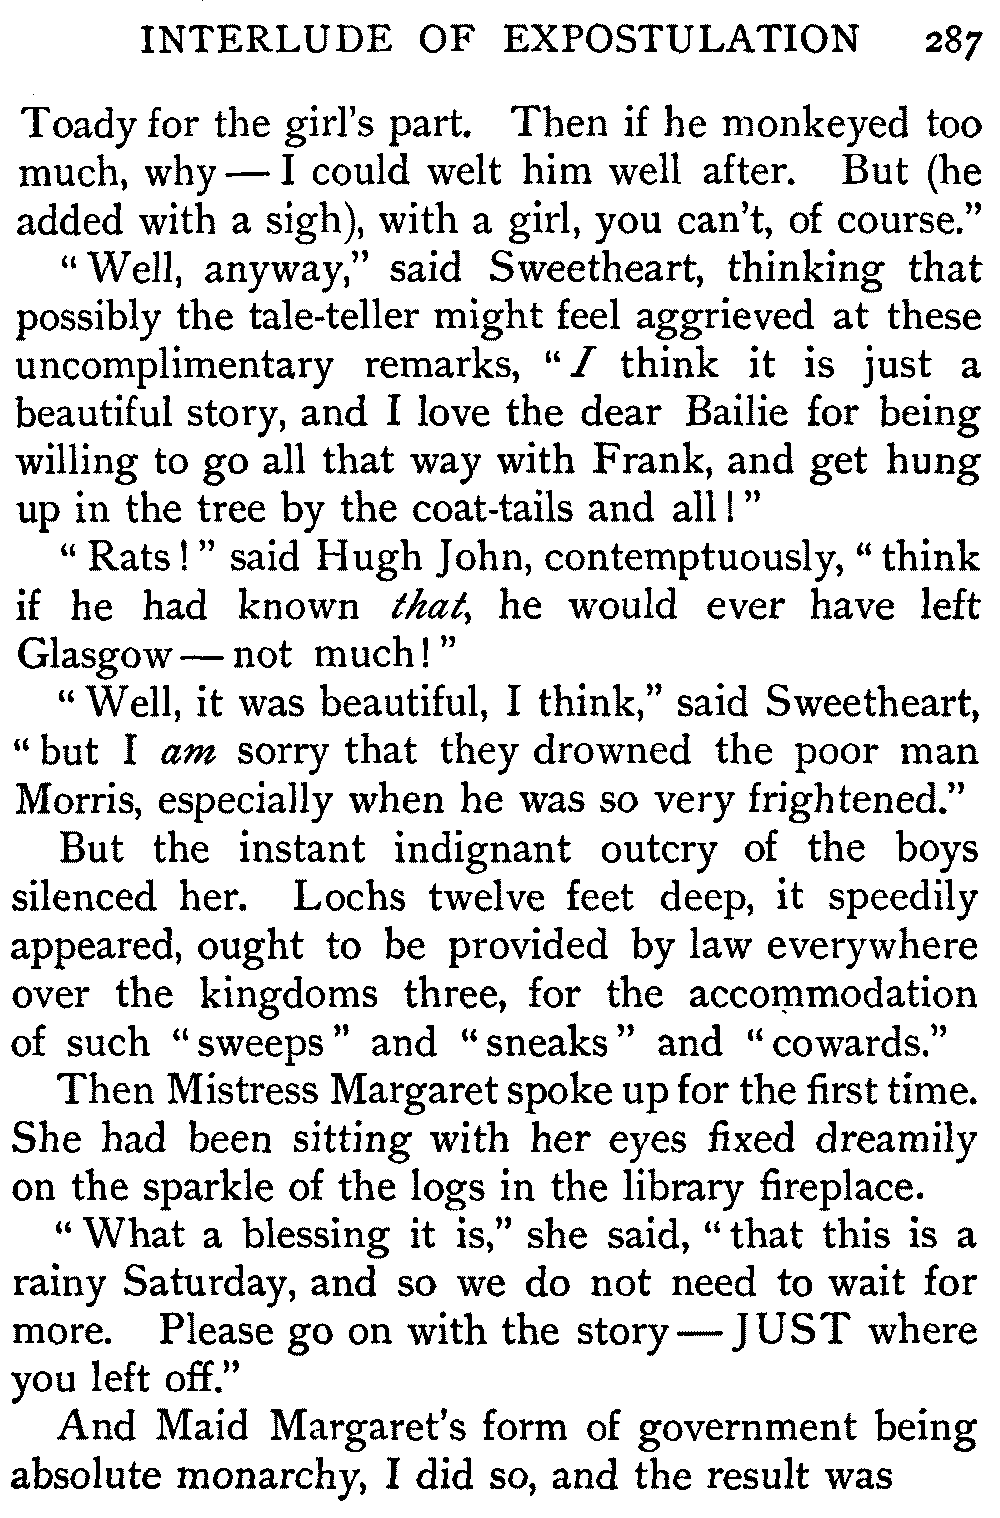 INTERLUDE OF EXPOSTULATION 287
Toady for the girl's part. Then if he monkeyed too
much, why — I could welt him well after. But (he
added with a sigh), with a girl, you can't, of course.”
“Well, anyway,” said Sweetheart, thinking that
possibly the tale-teller might feel aggrieved at these
uncomplimentary remarks, “I think it is just a
beautiful story, and I love the dear Bailie for being
willing to go all that way with Frank, and get hung
up in the tree by the coat-tails and all!”
“Rats!” said Hugh John, contemptuously, “think
if he had known that, he would ever have left
Glasgow — not much!”
“Well, it was beautiful, I think,” said Sweetheart,
“but I am sorry that they drowned the poor man
Morris, especially when he was so very frightened.”
But the instant indignant outcry of the boys
silenced her. Lochs twelve feet deep, it speedily
appeared, ought to be provided by law everywhere
over the kingdoms three, for the accommodation
of such “sweeps” and “sneaks” and “cowards.”
Then Mistress Margaret spoke up for the first time.
She had been sitting with her eyes fixed dreamily
on the sparkle of the logs in the library fireplace.
“What a blessing it is,” she said, “that this is a
rainy Saturday, and so we do not need to wait for
more. Please go on with the story — JUST where
you left off.”
And Maid Margaret's form of government being
absolute monarchy, I did so, and the result was